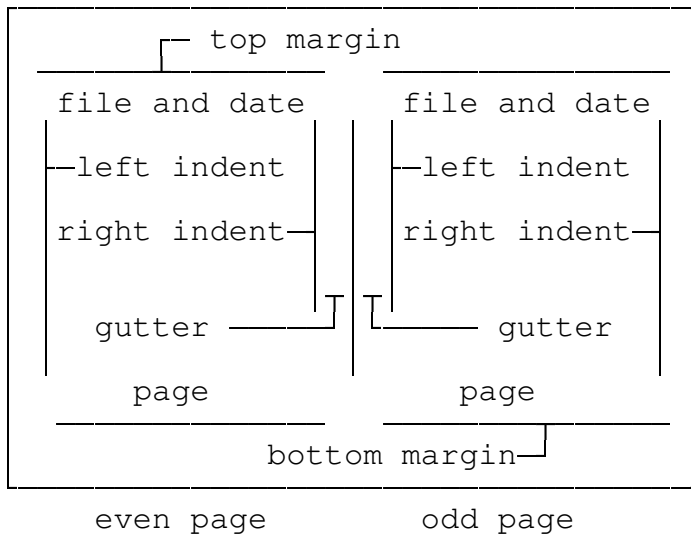 top margin
file and date file and date
left indent left indent
right indent right indent
gutter gutter
page page
bottom margin
even page odd page